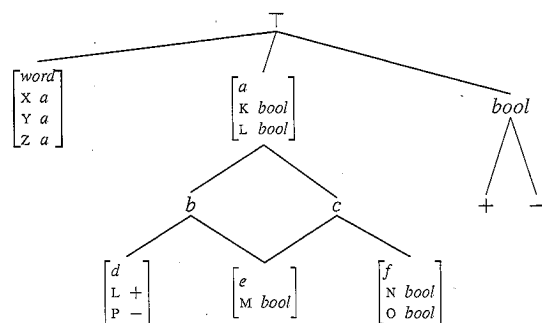 ⊤
word
X a
Y a
Z a
a
K bool
L bool
bool
+ −
b c
d
L +
P −
e
M bool
f
N bool
O bool